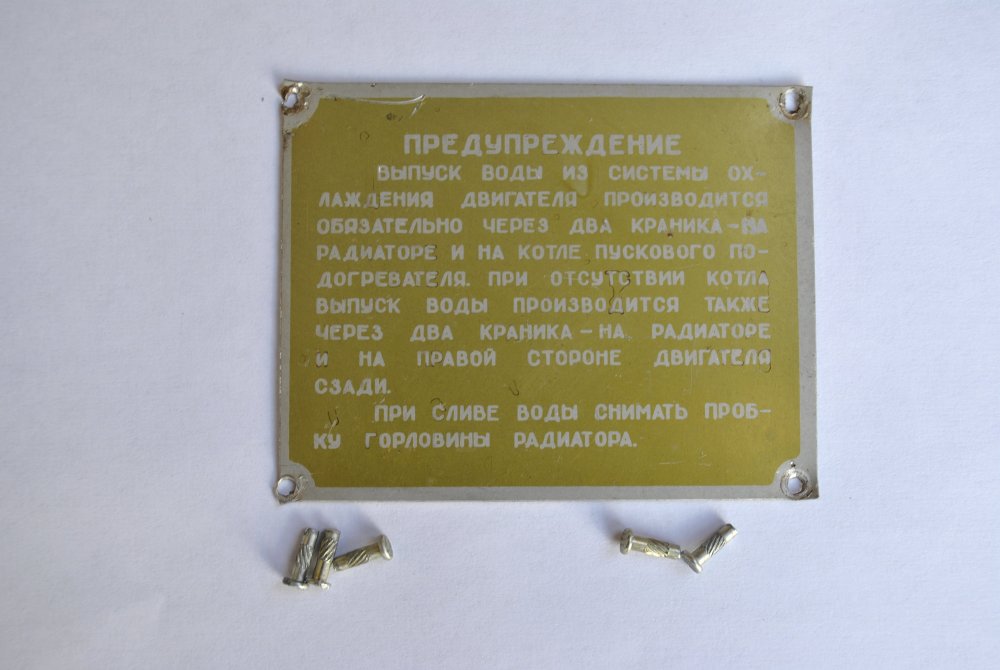 ПРЕДУПРЕЖДЕНИЕ
ВЫПУСК ВОДЫ ИЗ СИСТЕМЫ ОХ-
ЛАЖДЕНИЯ ДВИГАТЕЛЯ ПРОИЗВОДИТСЯ
ОБЯЗАТЕЛЬНО ЧЕРЕЗ ДВА КРАНИКА-НА
РАДИАТОРЕ И НА КОТЛЕ ПУСКОВОГО ПО-
ДОГРЕВАТЕЛЯ. ПРИ ОТСУТСТВИИ КОТЛА
ВЫПУСК ВОДЫ ПРОИЗВОДИТСЯ ТАКЖЕ
ЧЕРЕЗ ДВА КРАНИКА-НА РАДИАТОРЕ
И НА ПРАВОЙ СТОРОНЕ ДВИГАТЕЛЯ
СЗАДИ.
ПРИ СЛИВЕ ВОДЫ СНИМАТЬ ПРОБ-
КУ ГОРЛОВИНЫ РАДИАТОРА.